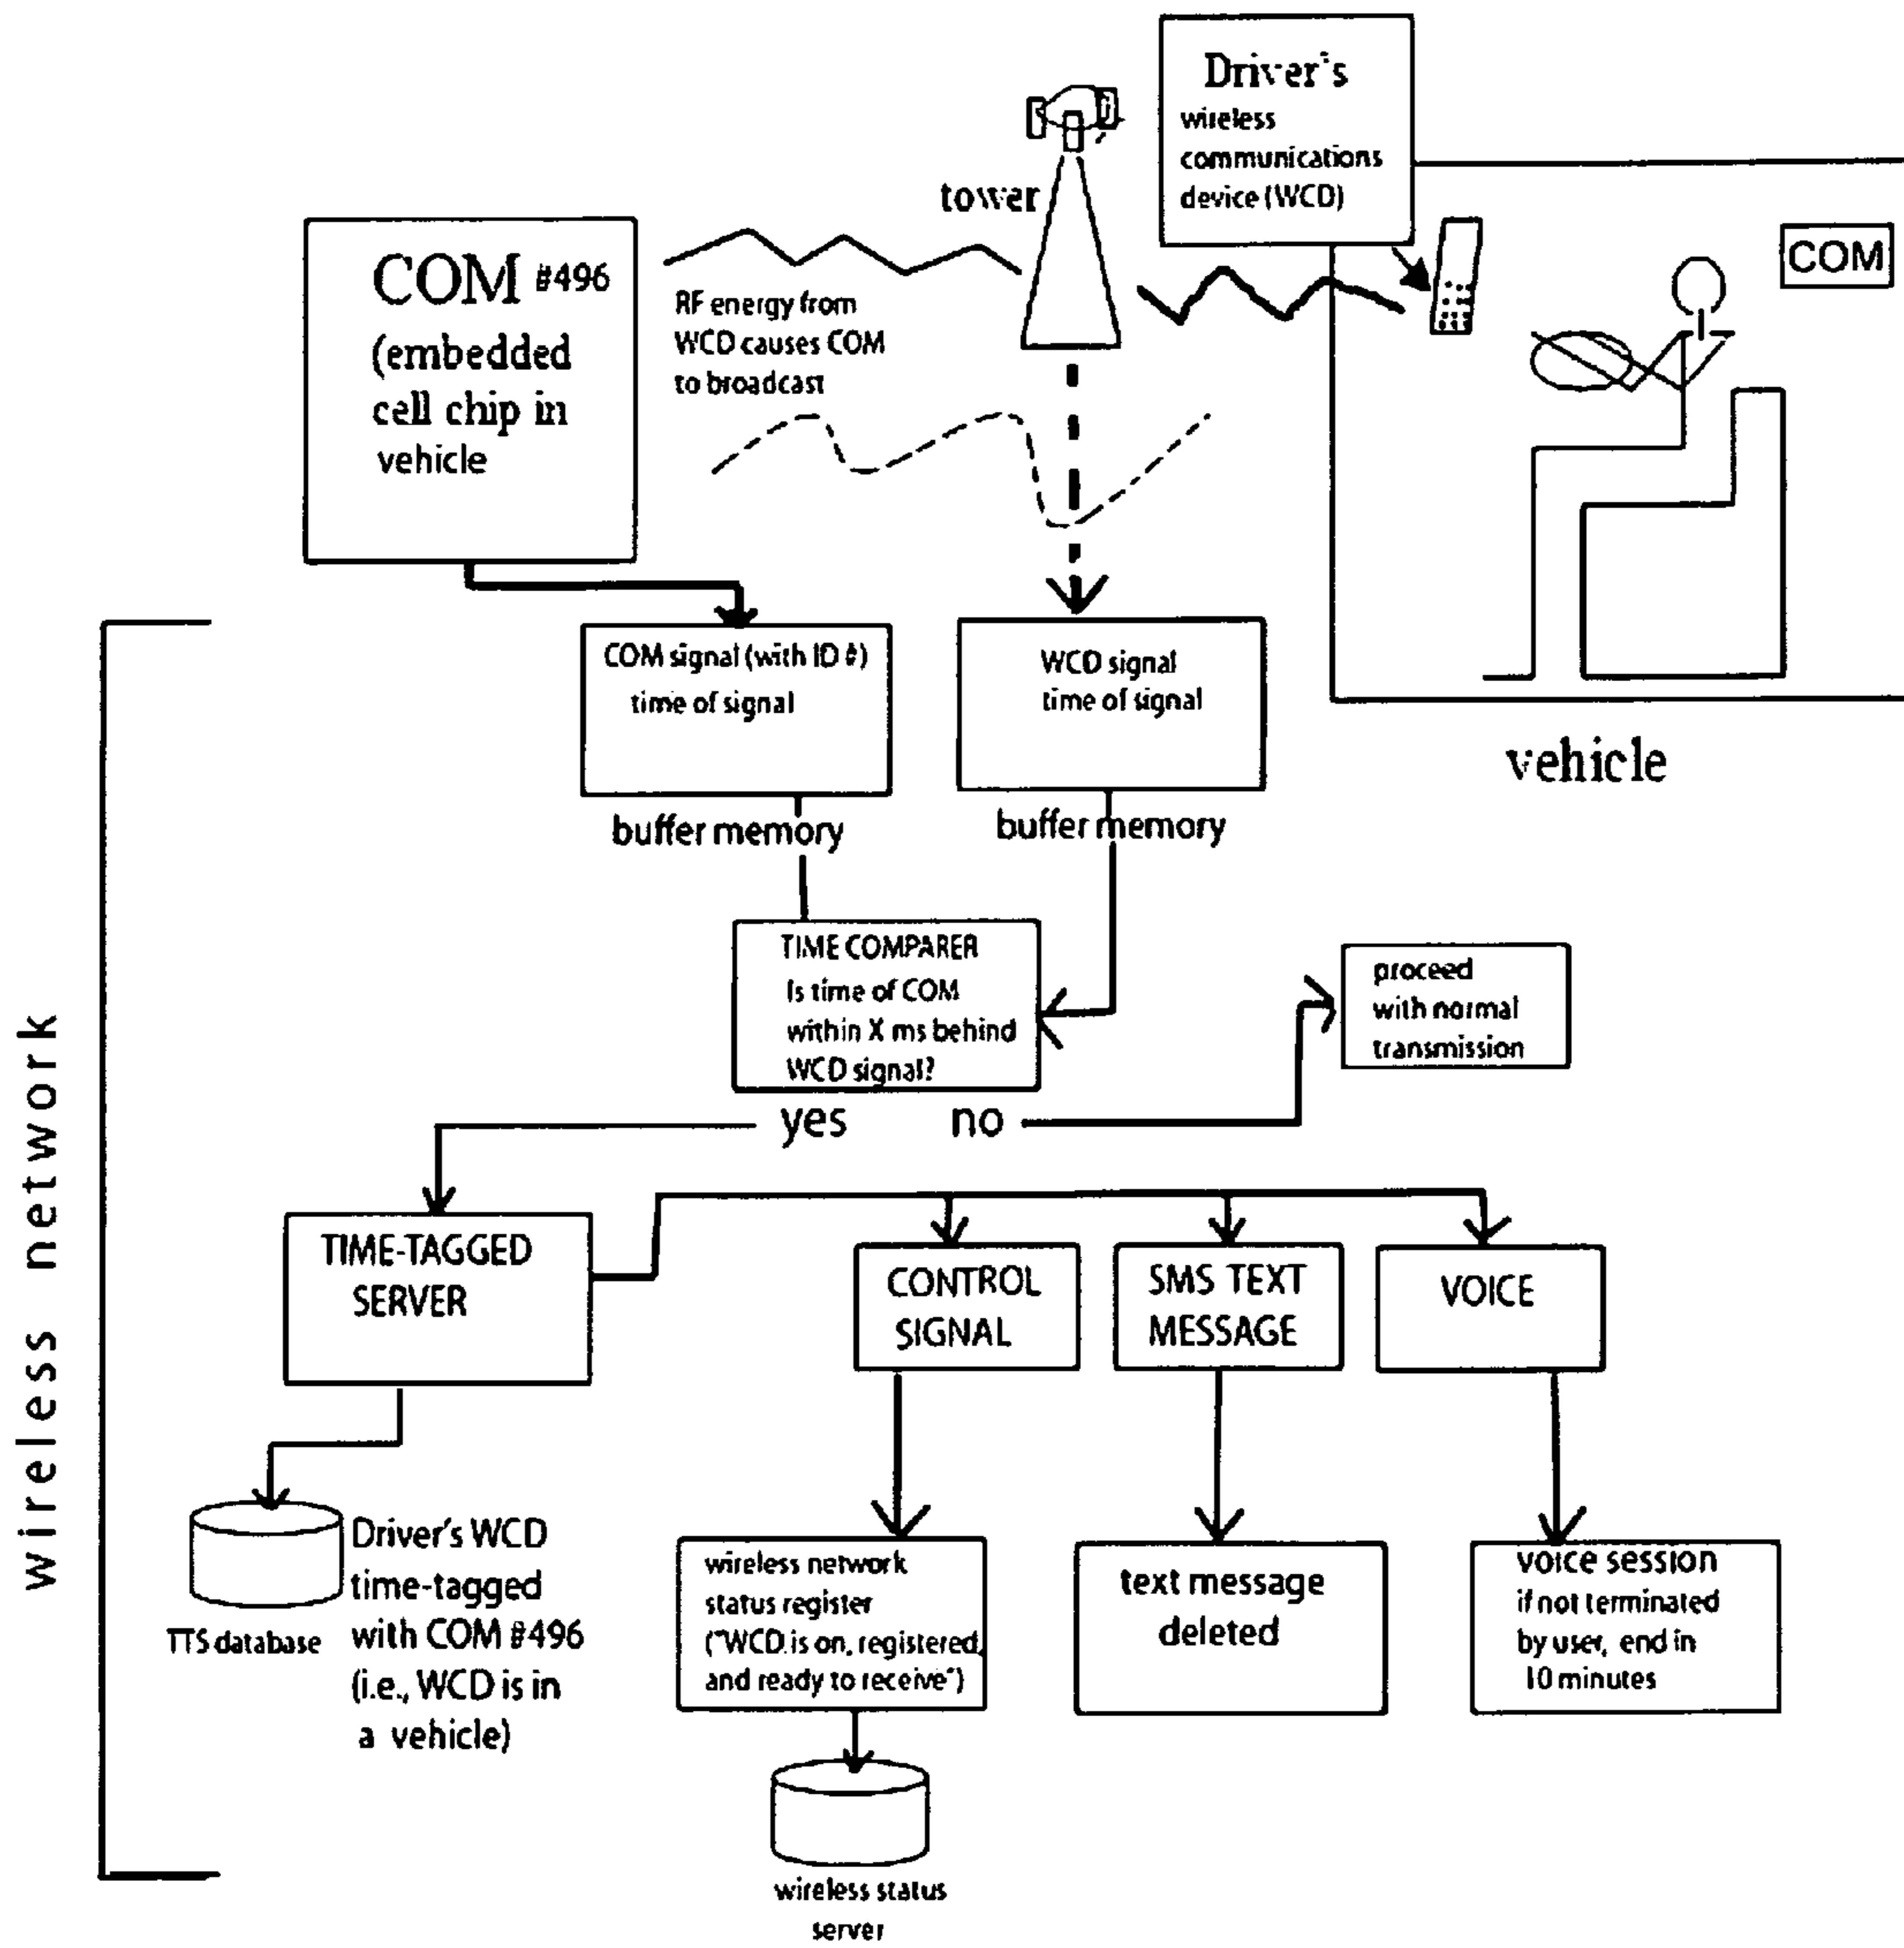 Driver's
wireless
communications
device (WCD)
tower
COM
COM #496
(embedded
cell chip in
vehicle
RF energy from
WCD causes COM
to broadcast
COM signal (with ID #)
time of signal
WCD signal
time of signal
vehicle
buffer memory
buffer memory
TIME COMPARER
Is time of COM
within X ms behind
WCD signal?
proceed
with normal
transmission
yes no
wireless network
TIME-TAGGED
SERVER
CONTROL
SIGNAL
SMS TEXT
MESSAGE
VOICE
TTS database
Driver's WCD
time-tagged
with COM #496
(i.e., WCD is in
a vehicle)
wireless network
status register
("WCD is on, registered,
and ready to receive")
text message
deleted
voice session
if not terminated
by user, end in
10 minutes
wireless status
server